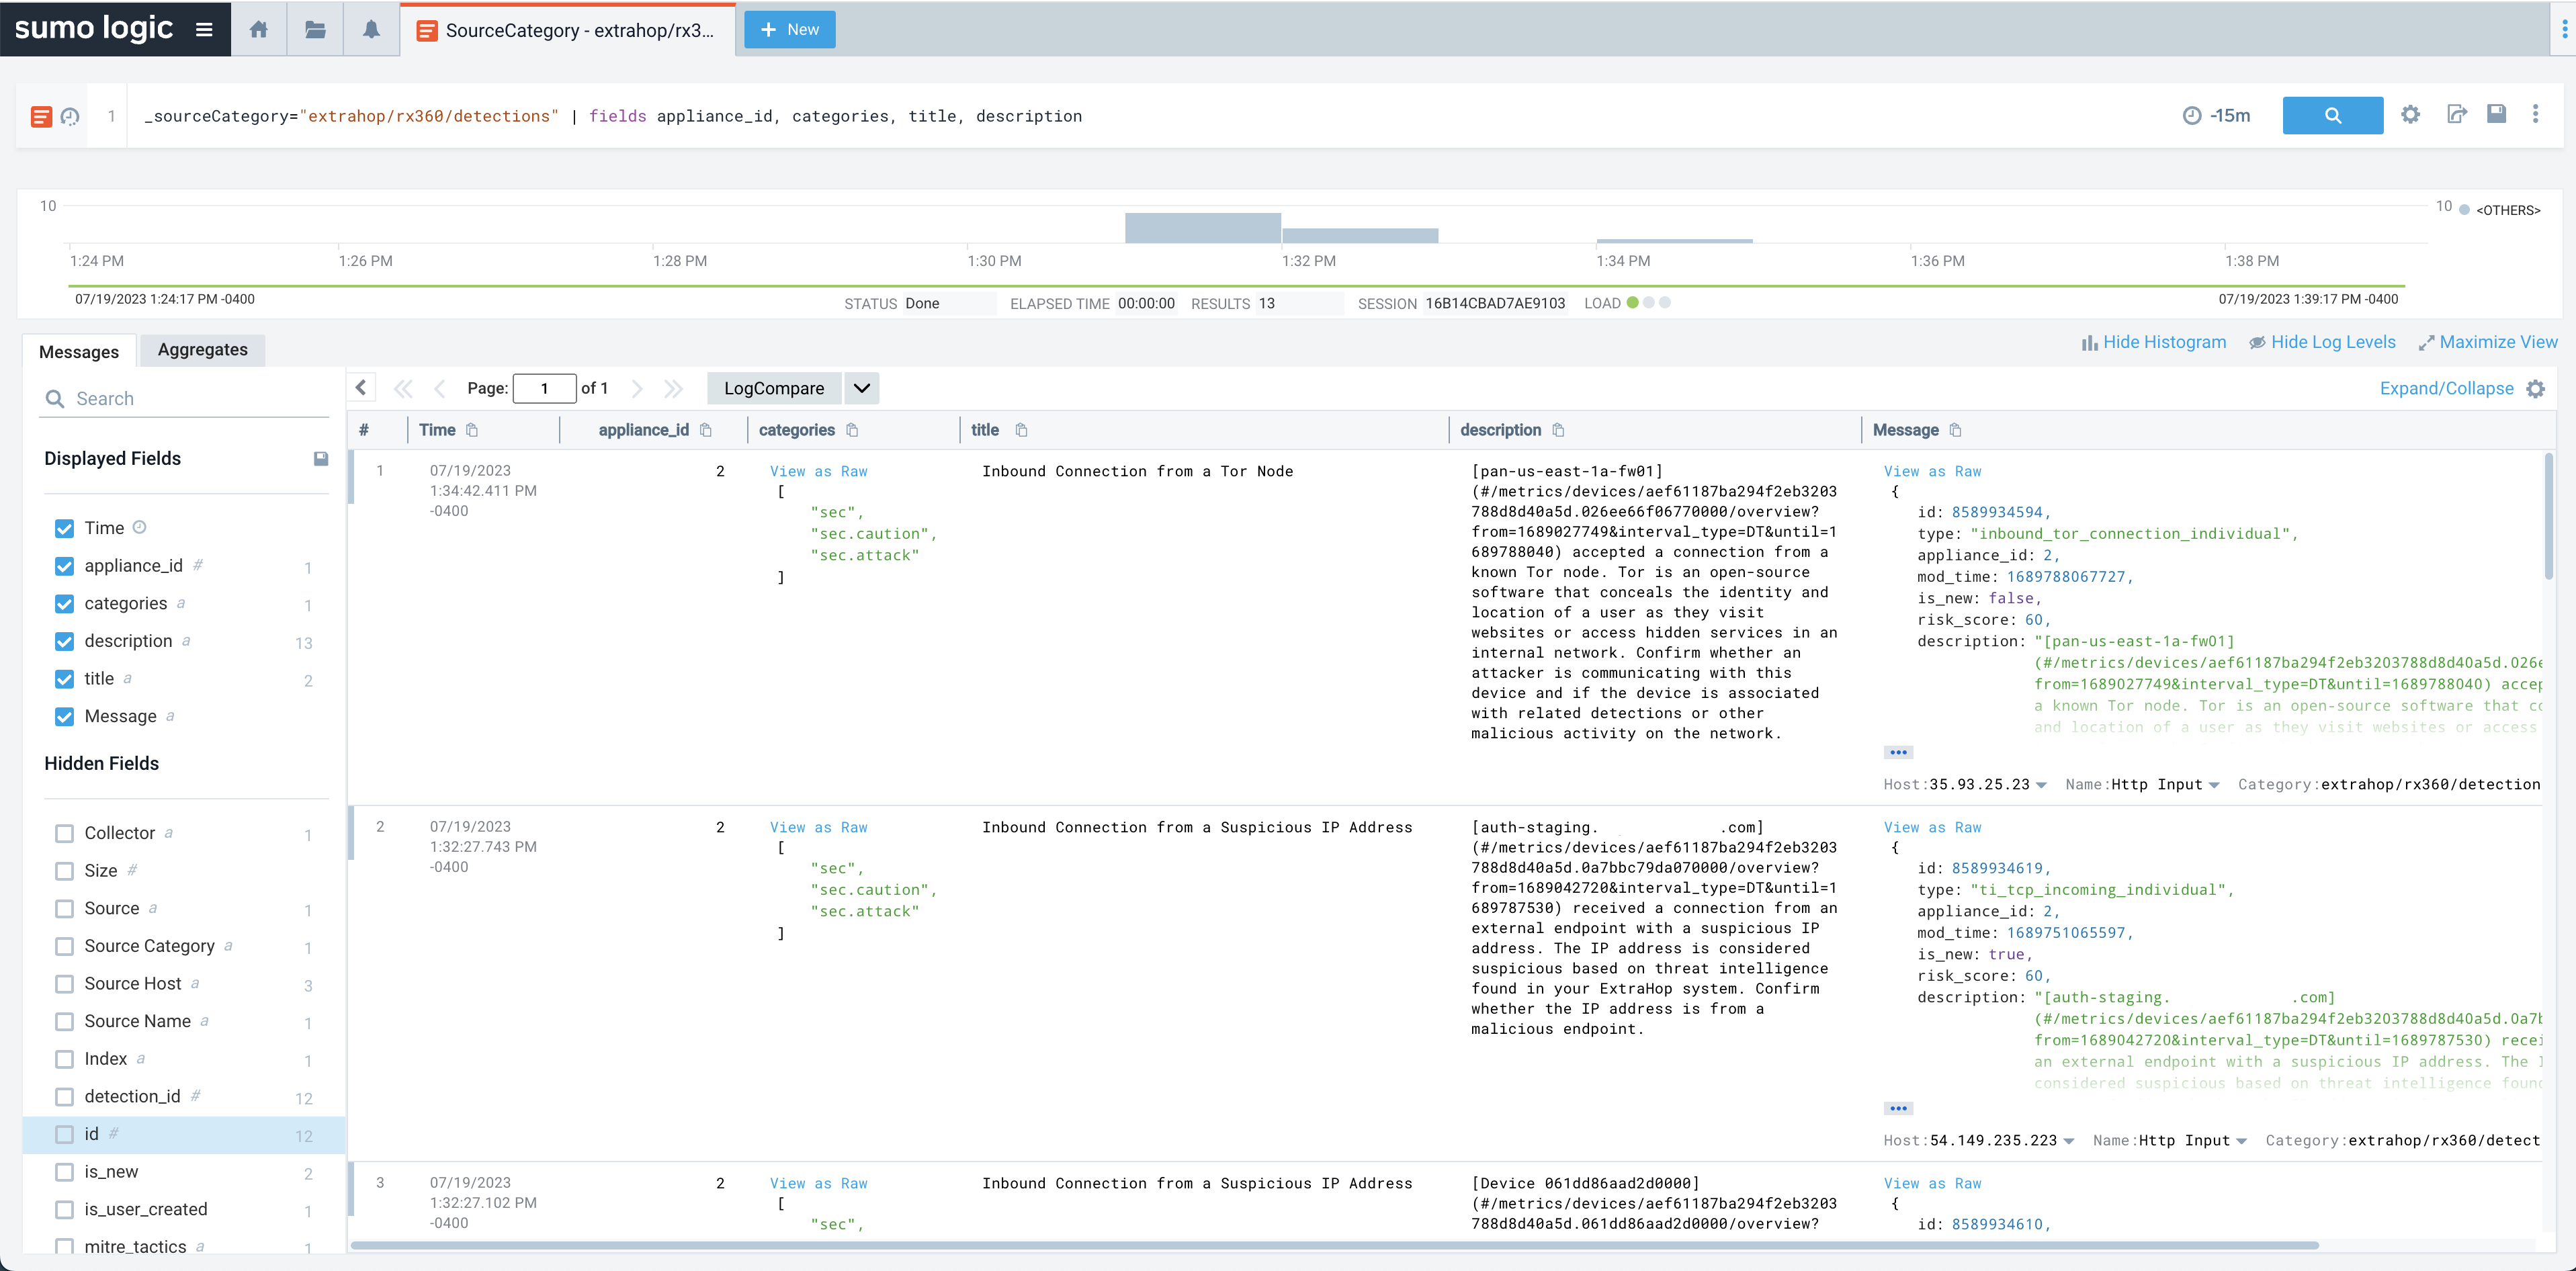 sumo logic
SourceCategory - extrahop/rx3...
+ New
1
_sourceCategory="extrahop/rx360/detections" | fields appliance_id, categories, title, description
-15m
10
10
<OTHERS>
1:24 PM 1:26 PM 1:28 PM 1:30 PM 1:32 PM 1:34 PM 1:36 PM 1:38 PM
07/19/2023 1:24:17 PM -0400
STATUS Done ELAPSED TIME 00:00:00 RESULTS 13 SESSION 16B14CBAD7AE9103 LOAD
07/19/2023 1:39:17 PM -0400
Messages Aggregates
Hide Histogram Hide Log Levels Maximize View
Search
Page: 1 of 1
LogCompare
Expand/Collapse
Displayed Fields
Time
appliance_id # 1
categories a 1
description a 13
title a 2
Message a
Hidden Fields
Collector a 1
Size #
Source a 1
Source Category a 1
Source Host a 3
Source Name a 1
Index a 1
detection_id # 12
id # 12
is_new 2
is_user_created 1
mitre_tactics a 1
# Time appliance_id categories title description Message
1
07/19/2023
1:34:42.411 PM
-0400
2
View as Raw
[
"sec",
"sec.caution",
"sec.attack"
]
Inbound Connection from a Tor Node
[pan-us-east-1a-fw01]
(#/metrics/devices/aef61187ba294f2eb3203
788d8d40a5d.026ee66f06770000/overview?
from=1689027749&interval_type=DT&until=1
689788040) accepted a connection from a
known Tor node. Tor is an open-source
software that conceals the identity and
location of a user as they visit
websites or access hidden services in an
internal network. Confirm whether an
attacker is communicating with this
device and if the device is associated
with related detections or other
malicious activity on the network.
View as Raw
{
id: 8589934594,
type: "inbound_tor_connection_individual",
appliance_id: 2,
mod_time: 1689788067727,
is_new: false,
risk_score: 60,
description: "[pan-us-east-1a-fw01]
(#/metrics/devices/aef61187ba294f2eb3203788d8d40a5d.026e
from=1689027749&interval_type=DT&until=1689788040) accep
a known Tor node. Tor is an open-source software that co
and location of a user as they visit websites or access
Host:35.93.25.23 Name:Http Input Category:extrahop/rx360/detection
2
07/19/2023
1:32:27.743 PM
-0400
2
View as Raw
[
"sec",
"sec.caution",
"sec.attack"
]
Inbound Connection from a Suspicious IP Address
[auth-staging. .com]
(#/metrics/devices/aef61187ba294f2eb3203
788d8d40a5d.0a7bbc79da070000/overview?
from=1689042720&interval_type=DT&until=1
689787530) received a connection from an
external endpoint with a suspicious IP
address. The IP address is considered
suspicious based on threat intelligence
found in your ExtraHop system. Confirm
whether the IP address is from a
malicious endpoint.
View as Raw
{
id: 8589934619,
type: "ti_tcp_incoming_individual",
appliance_id: 2,
mod_time: 1689751065597,
is_new: true,
risk_score: 60,
description: "[auth-staging. .com]
(#/metrics/devices/aef61187ba294f2eb3203788d8d40a5d.0a7b
from=1689042720&interval_type=DT&until=1689787530) recei
an external endpoint with a suspicious IP address. The I
considered suspicious based on threat intelligence foun
Host:54.149.235.223 Name:Http Input Category:extrahop/rx360/detect
3
07/19/2023
1:32:27.102 PM
-0400
2
View as Raw
[
"sec",
Inbound Connection from a Suspicious IP Address
[Device 061dd86aad2d0000]
(#/metrics/devices/aef61187ba294f2eb3203
788d8d40a5d.061dd86aad2d0000/overview?
View as Raw
{
id: 8589934610,